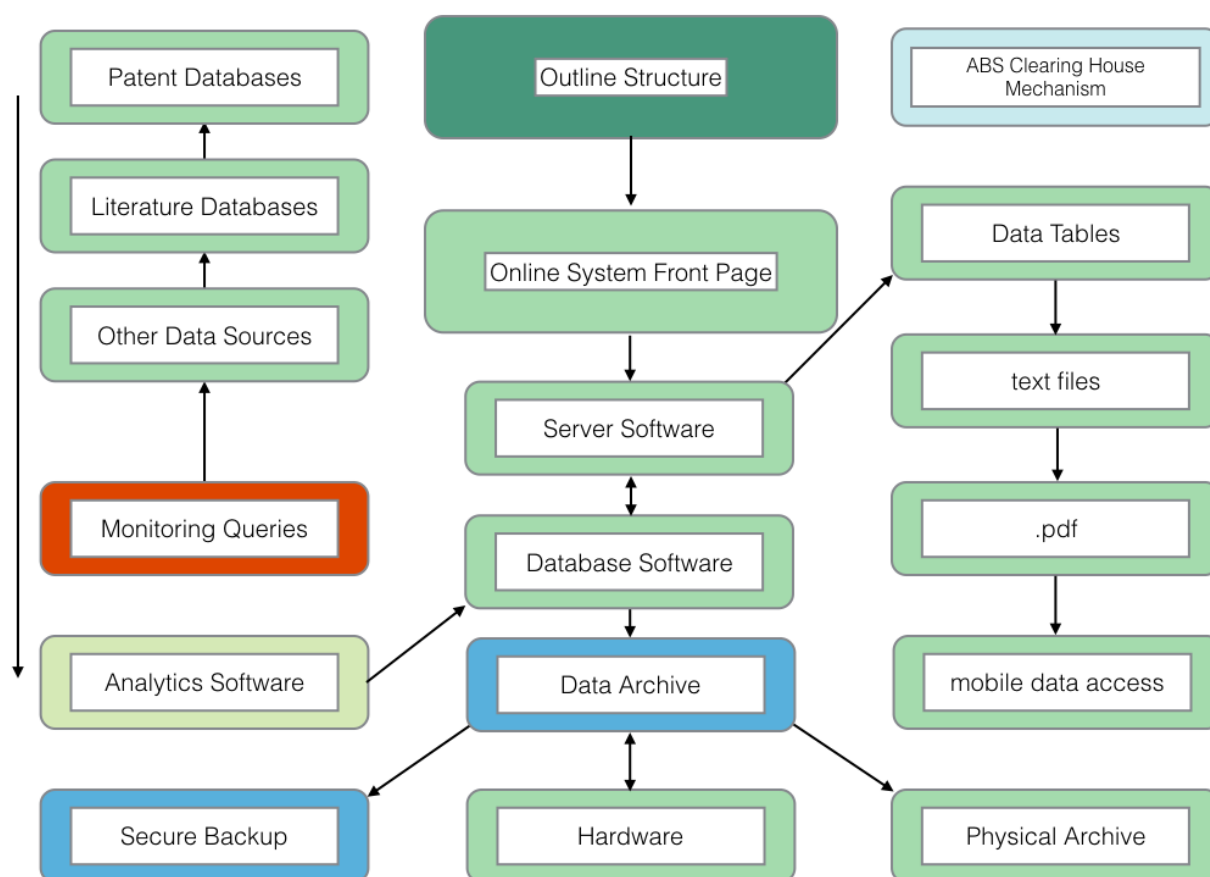 Patent Databases
Outline Structure
ABS Clearing House
Mechanism
Literature Databases
Data Tables
Online System Front Page
Other Data Sources
text files
Server Software
Monitoring Queries
.pdf
Database Software
Analytics Software
Data Archive
mobile data access
Secure Backup
Hardware
Physical Archive